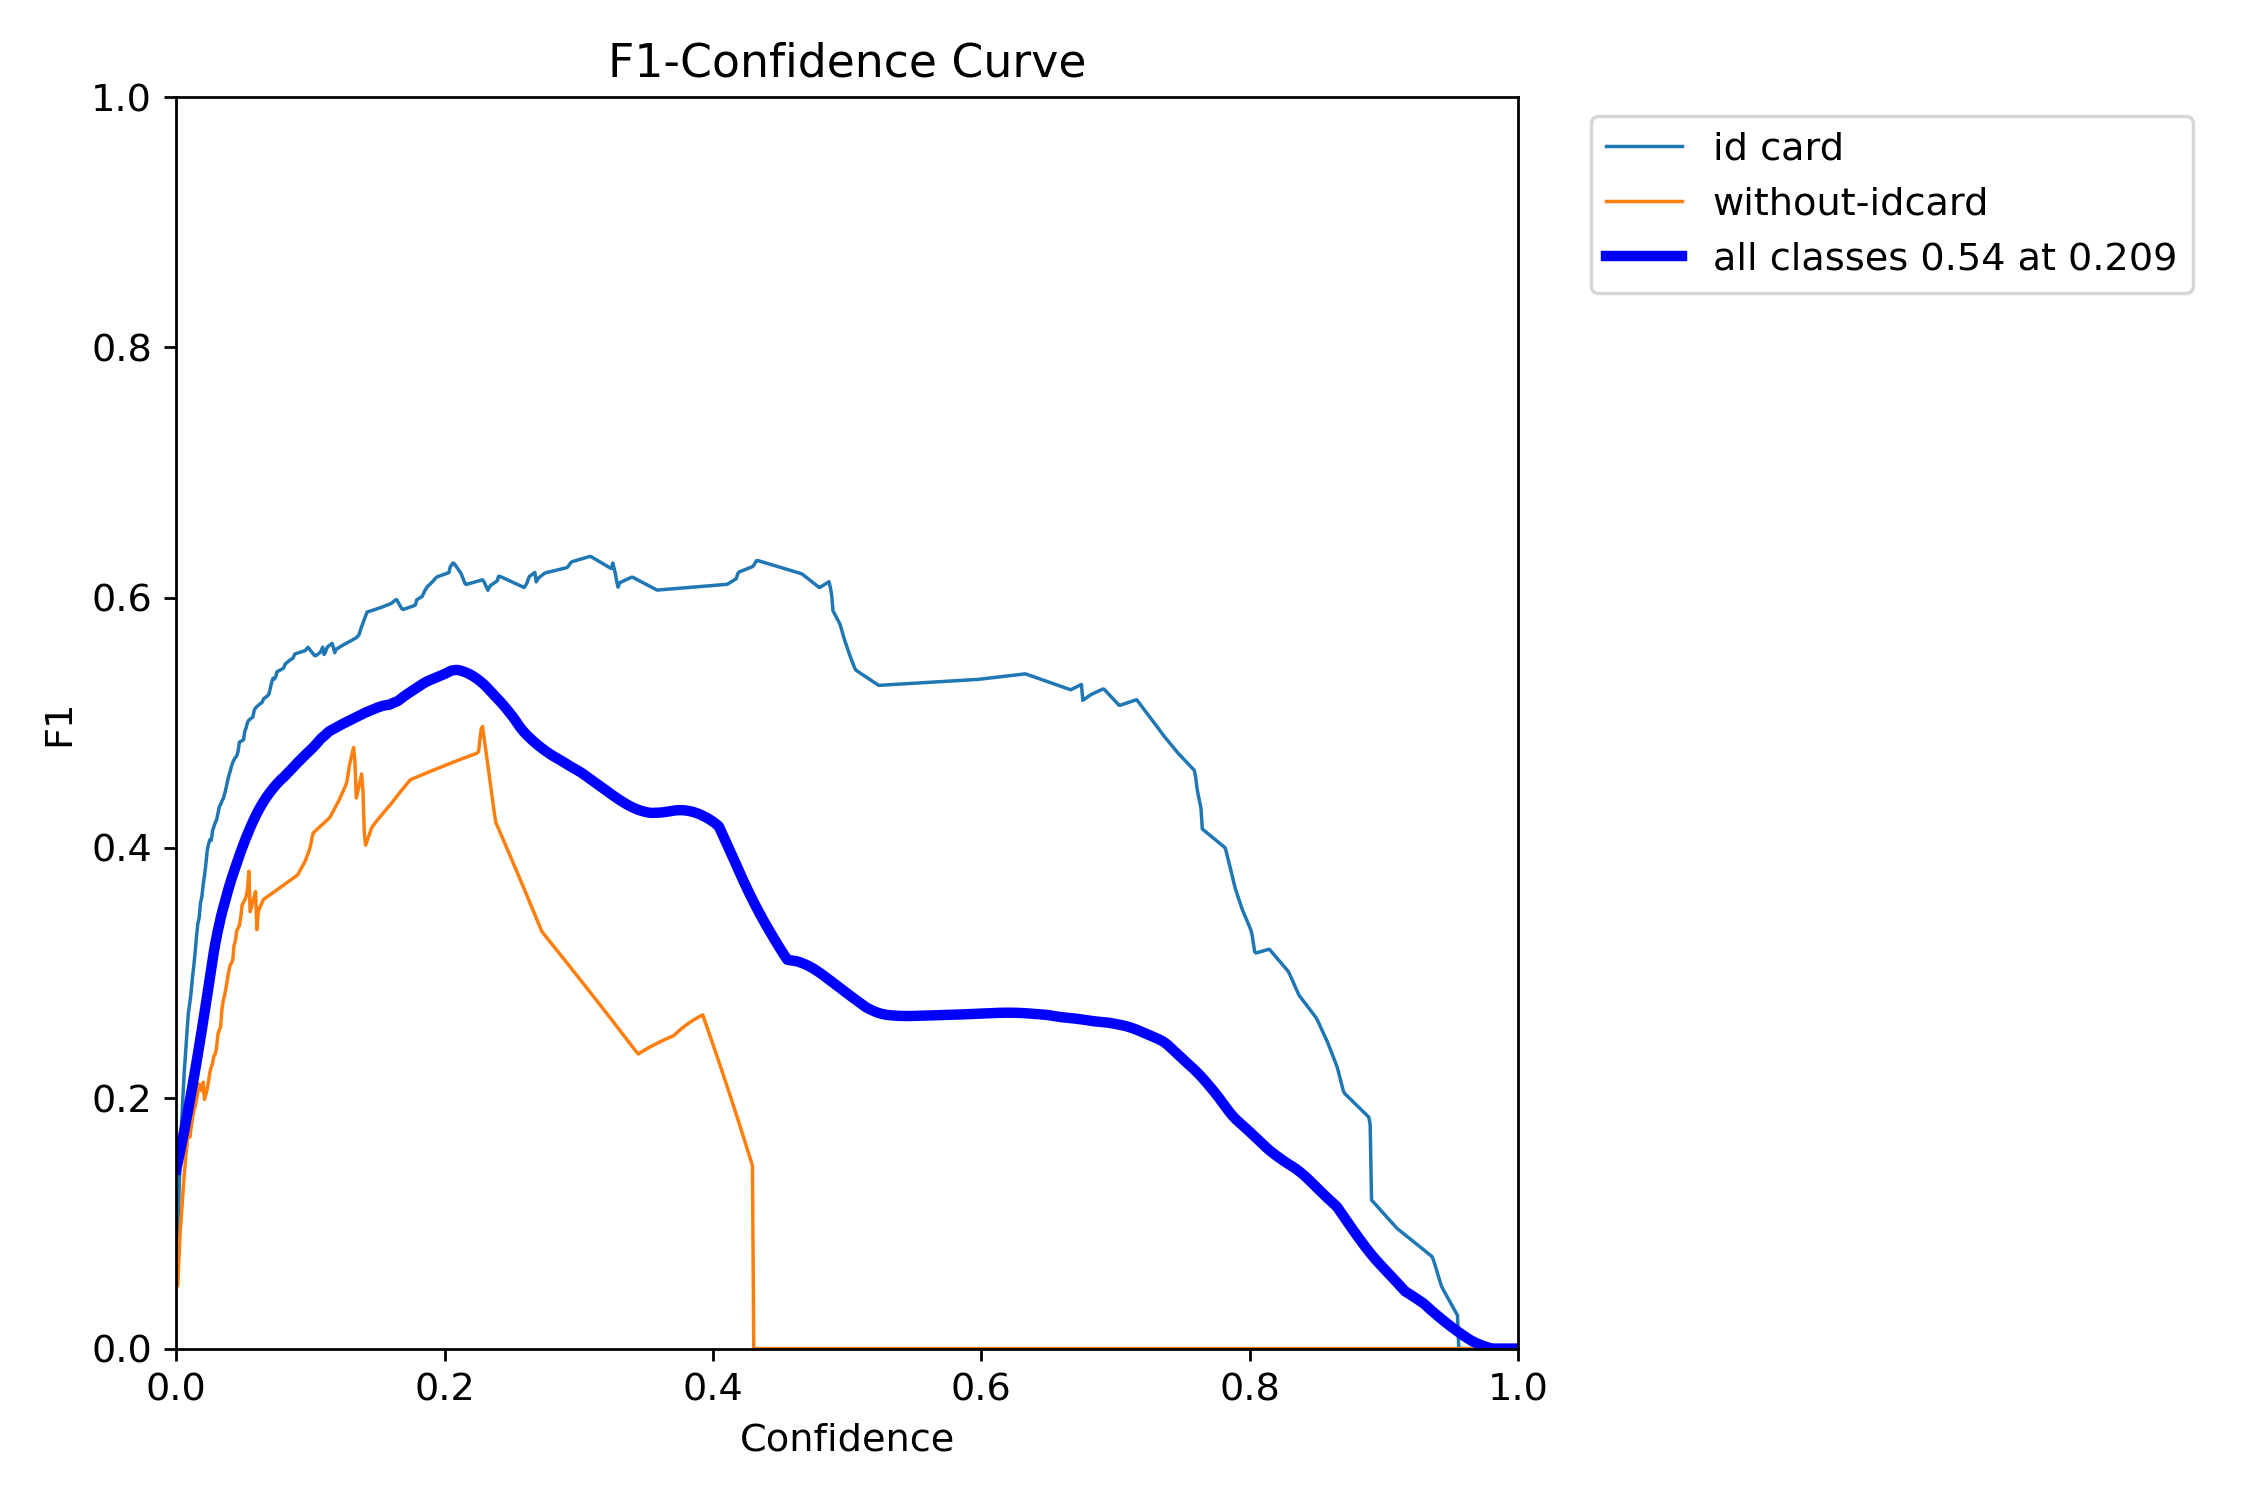 F1-Confidence Curve
id card
without-idcard
all classes 0.54 at 0.209
1.0
0.8
0.6
0.4
0.2
0.0
F1
0.0 0.2 0.4 0.6 0.8 1.0
Confidence